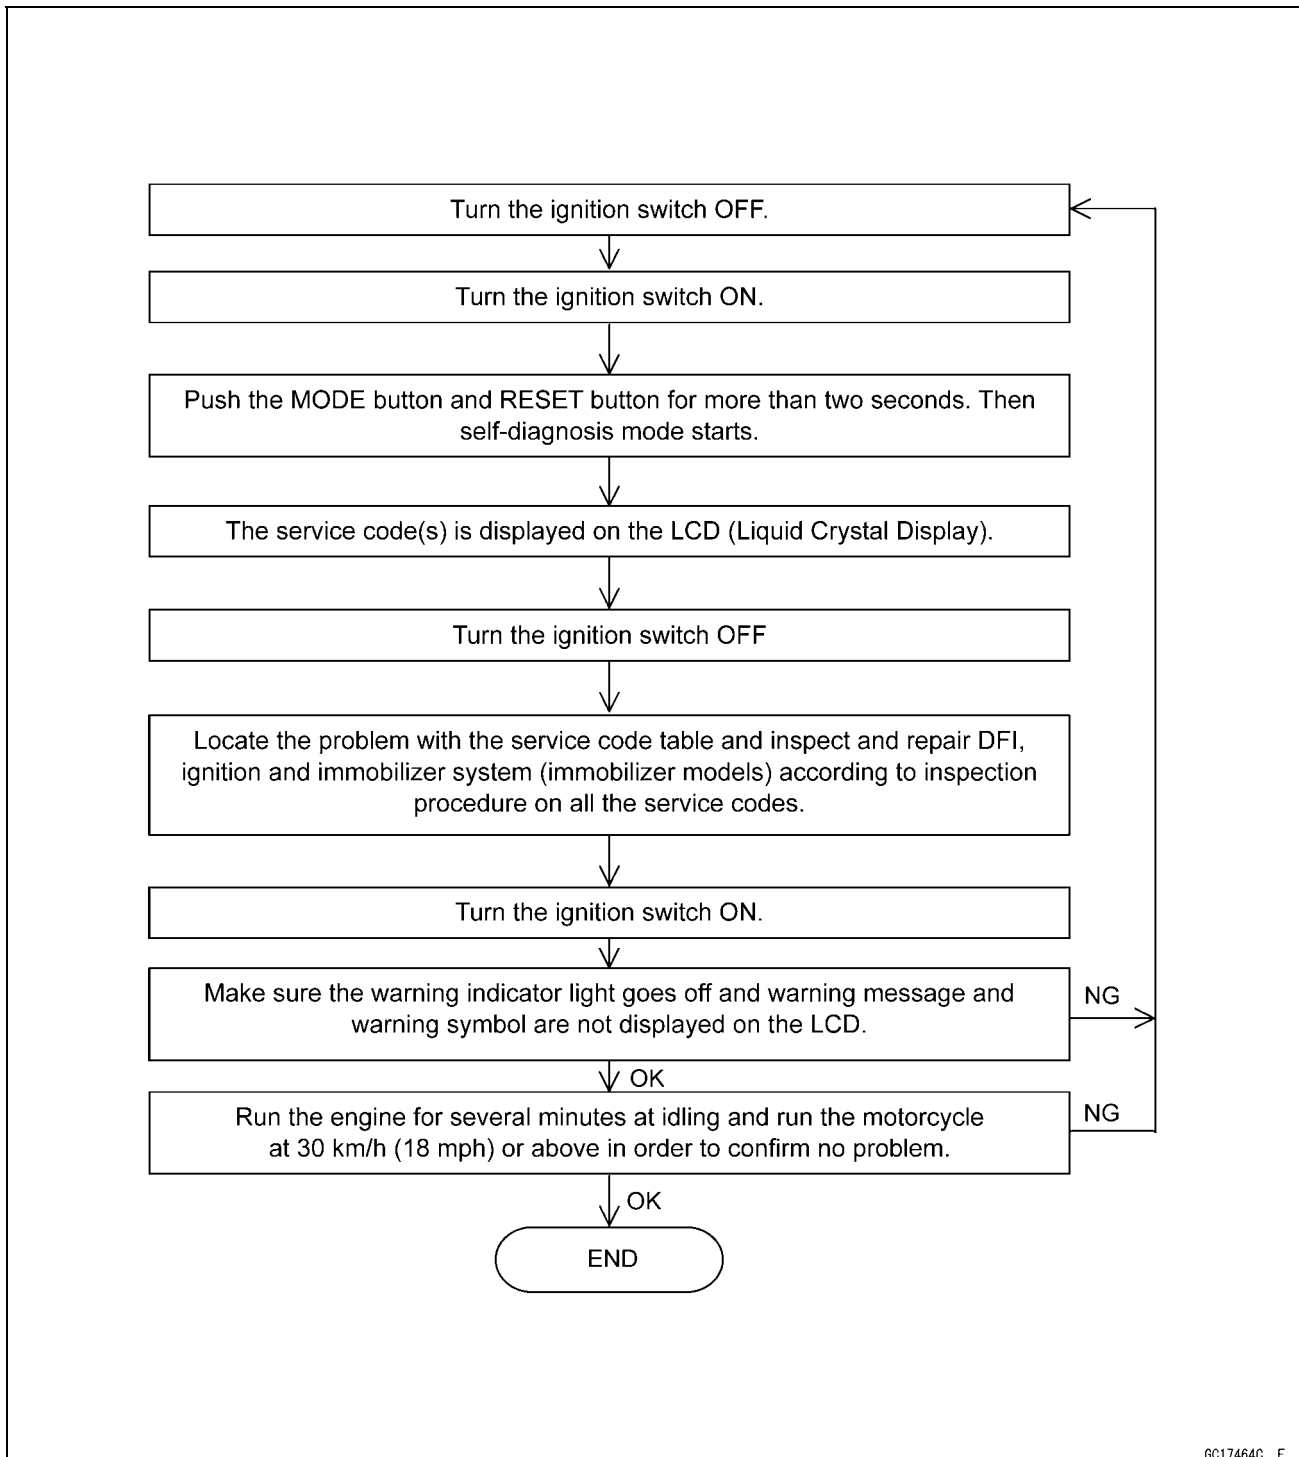 Turn the ignition switch OFF.
Turn the ignition switch ON.
Push the MODE button and RESET button for more than two seconds. Then
self-diagnosis mode starts.
The service code(s) is displayed on the LCD (Liquid Crystal Display).
Turn the ignition switch OFF
Locate the problem with the service code table and inspect and repair DFI,
ignition and immobilizer system (immobilizer models) according to inspection
procedure on all the service codes.
Turn the ignition switch ON.
Make sure the warning indicator light goes off and warning message and
warning symbol are not displayed on the LCD.
NG
OK
Run the engine for several minutes at idling and run the motorcycle
at 30 km/h (18 mph) or above in order to confirm no problem.
NG
OK
END
GC17464C F